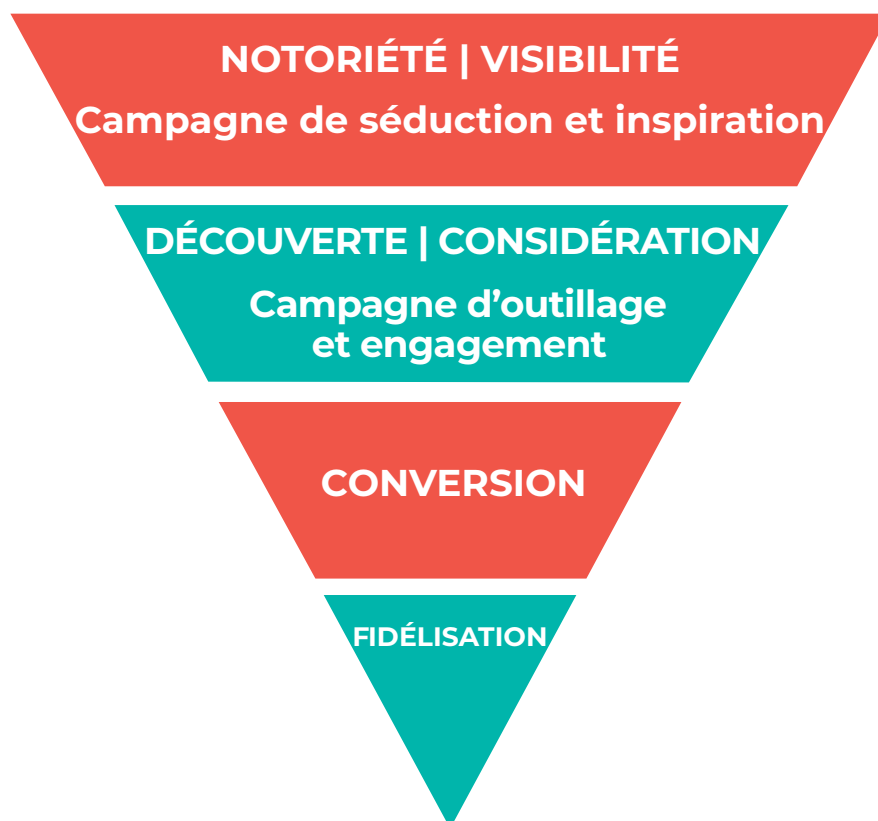 NOTORIÉTÉ | VISIBILITÉ
Campagne de séduction et inspiration
DÉCOUVERTE | CONSIDÉRATION
Campagne d’outillage
et engagement
CONVERSION
FIDÉLISATION